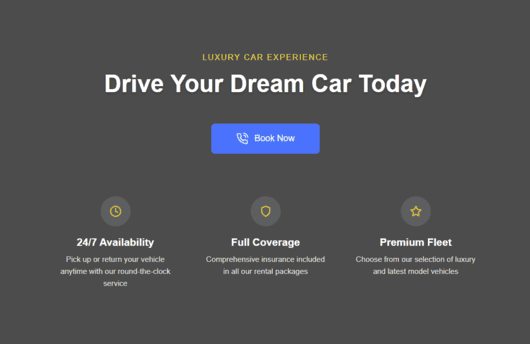 LUXURY CAR EXPERIENCE
Drive Your Dream Car Today
Book Now
24/7 Availability
Pick up or return your vehicle
anytime with our round-the-clock
service
Full Coverage
Comprehensive insurance included
in all our rental packages
Premium Fleet
Choose from our selection of luxury
and latest model vehicles